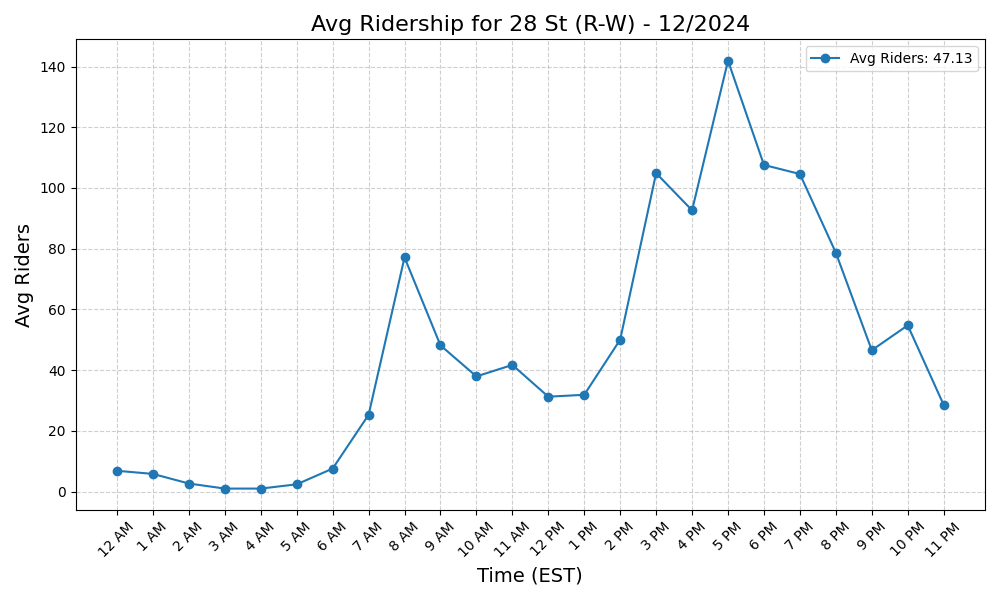 Avg Ridership for 28 St (R-W) - 12/2024
Avg Riders: 47.13
Avg Riders
140
120
100
80
60
40
20
0
12 AM
1 AM
2 AM
3 AM
4 AM
5 AM
6 AM
7 AM
8 AM
9 AM
10 AM
11 AM
12 PM
1 PM
2 PM
3 PM
4 PM
5 PM
6 PM
7 PM
8 PM
9 PM
10 PM
11 PM
Time (EST)